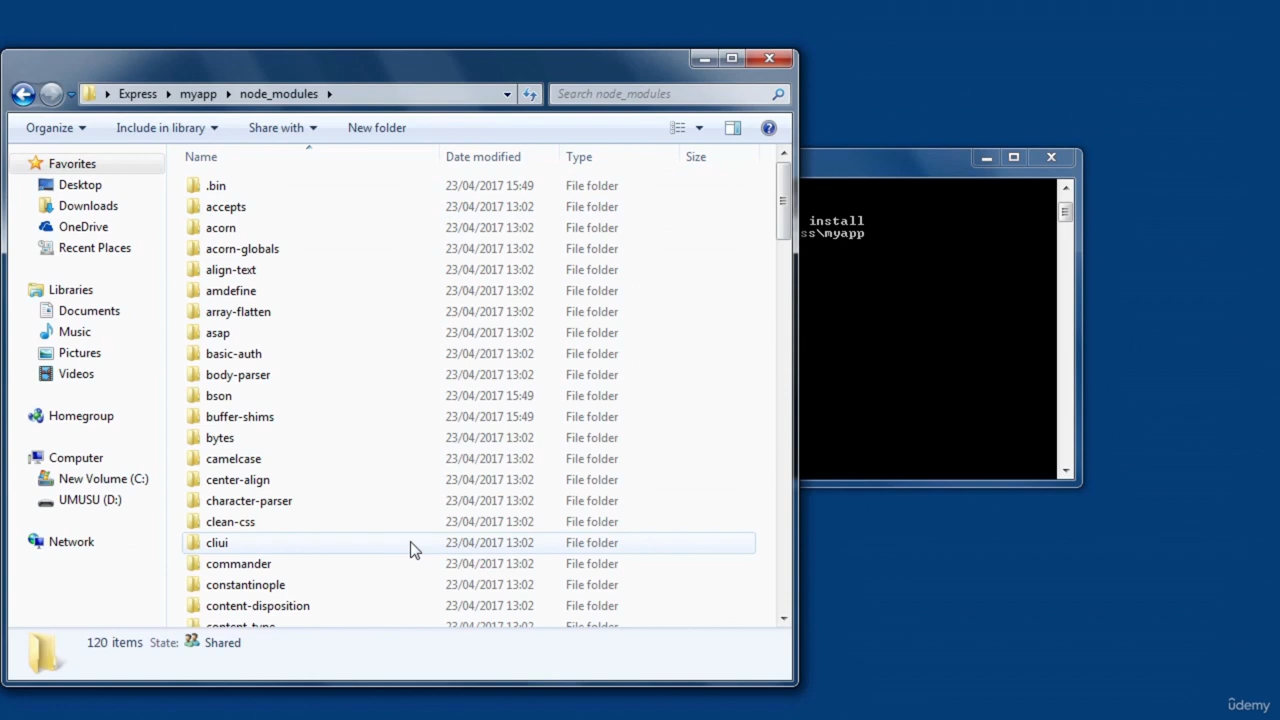 Express myapp node_modules
Search node_modules
Organize Include in library Share with New folder
Favorites
Desktop
Downloads
OneDrive
Recent Places
Libraries
Documents
Music
Pictures
Videos
Homegroup
Computer
New Volume (C:)
UMUSU (D:)
Network
Name Date modified Type Size
.bin 23/04/2017 15:49 File folder
accepts 23/04/2017 13:02 File folder
acorn 23/04/2017 13:02 File folder
acorn-globals 23/04/2017 13:02 File folder
align-text 23/04/2017 13:02 File folder
amdefine 23/04/2017 13:02 File folder
array-flatten 23/04/2017 13:02 File folder
asap 23/04/2017 13:02 File folder
basic-auth 23/04/2017 13:02 File folder
body-parser 23/04/2017 13:02 File folder
bson 23/04/2017 15:49 File folder
buffer-shims 23/04/2017 15:49 File folder
bytes 23/04/2017 13:02 File folder
camelcase 23/04/2017 13:02 File folder
center-align 23/04/2017 13:02 File folder
character-parser 23/04/2017 13:02 File folder
clean-css 23/04/2017 13:02 File folder
cliui 23/04/2017 13:02 File folder
commander 23/04/2017 13:02 File folder
constantinople 23/04/2017 13:02 File folder
content-disposition 23/04/2017 13:02 File folder
content-type 23/04/2017 13:02 File folder
120 items State: Shared
install
ss\myapp
udemy